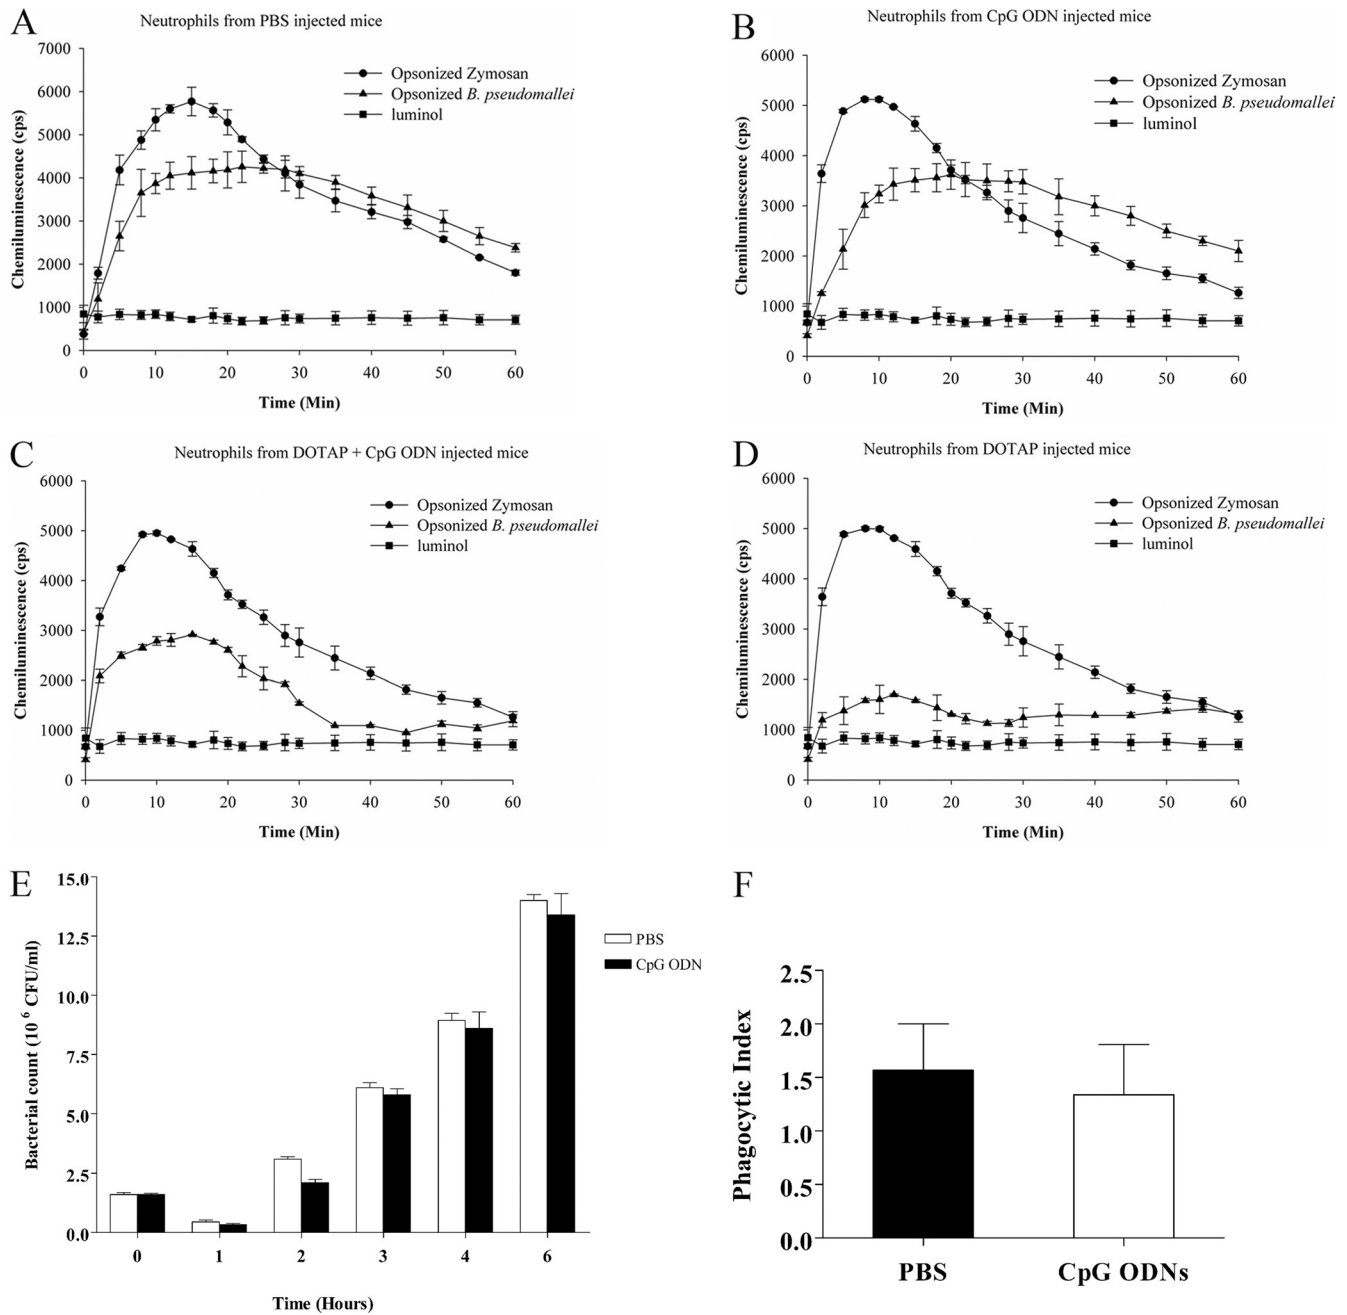 A
Neutrophils from PBS injected mice
7000
6000
5000
4000
3000
2000
1000
0
Chemiluminescence (cps)
Opsonized Zymosan
Opsonized B. pseudomallei
luminol
0 10 20 30 40 50 60
Time (Min)
B
Neutrophils from CpG ODN injected mice
6000
5000
4000
3000
2000
1000
0
Chemiluminescence (cps)
Opsonized Zymosan
Opsonized B. pseudomallei
luminol
0 10 20 30 40 50 60
Time (Min)
C
Neutrophils from DOTAP + CpG ODN injected mice
6000
5000
4000
3000
2000
1000
0
Chemiluminescence (cps)
Opsonized Zymosan
Opsonized B. pseudomallei
luminol
0 10 20 30 40 50 60
Time (Min)
D
Neutrophils from DOTAP injected mice
6000
5000
4000
3000
2000
1000
0
Chemiluminescence (cps)
Opsonized Zymosan
Opsonized B. pseudomallei
luminol
0 10 20 30 40 50 60
Time (Min)
E
15.0
12.5
10.0
7.5
5.0
2.5
0.0
Bacterial count (10 6 CFU/ml)
PBS
CpG ODN
0 1 2 3 4 6
Time (Hours)
F
2.5
2.0
1.5
1.0
0.5
0.0
Phagocytic Index
PBS CpG ODNs